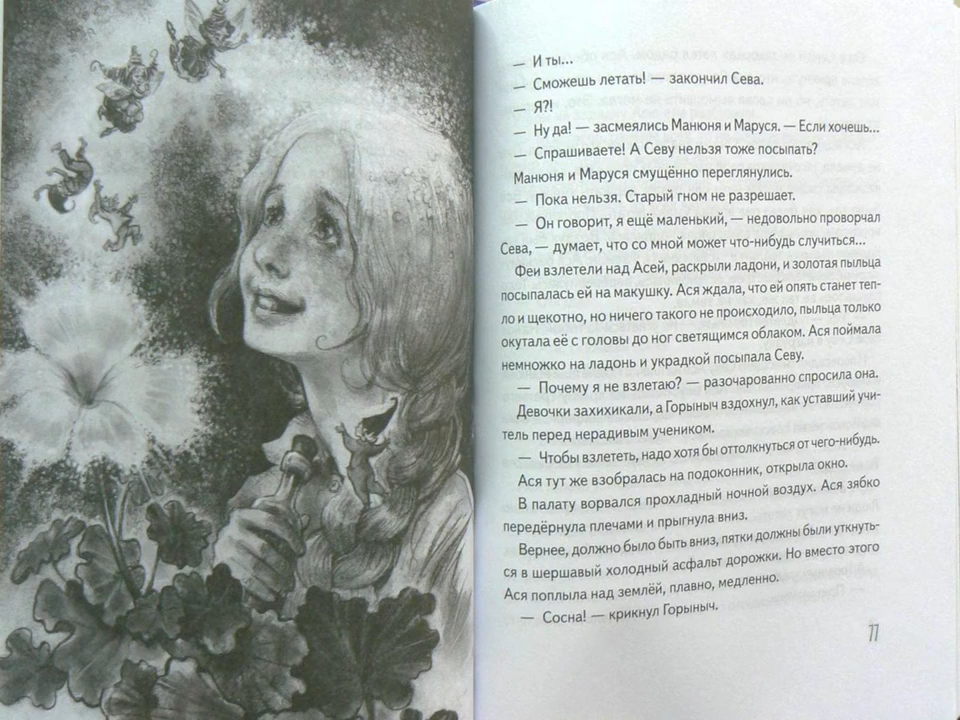 — И ты...
— Сможешь летать! — закончил Сева.
— Я?!
— Ну да! — засмеялись Манюня и Маруся. — Если хочешь...
— Спрашиваете! А Севу нельзя тоже посыпать?
Манюня и Маруся смущённо переглянулись.
— Пока нельзя. Старый гном не разрешает.
— Он говорит, я ещё маленький, — недовольно проворчал
Сева, — думает, что со мной может что-нибудь случиться...
Феи взлетели над Асей, раскрыли ладони, и золотая пыльца
посыпалась ей на макушку. Ася ждала, что ей опять станет теп-
ло и щекотно, но ничего такого не происходило, пыльца только
окутала её с головы до ног светящимся облаком. Ася поймала
немножко на ладонь и украдкой посыпала Севу.
— Почему я не взлетаю? — разочарованно спросила она.
Девочки захихикали, а Горыныч вздохнул, как уставший учи-
тель перед нерадивым учеником.
— Чтобы взлететь, надо хотя бы оттолкнуться от чего-нибудь.
Ася тут же взобралась на подоконник, открыла окно.
В палату ворвался прохладный ночной воздух. Ася зябко
передёрнула плечами и прыгнула вниз.
Вернее, должно было быть вниз, пятки должны были уткнуть-
ся в шершавый холодный асфальт дорожки. Но вместо этого
Ася поплыла над землёй, плавно, медленно.
— Сосна! — крикнул Горыныч.
77